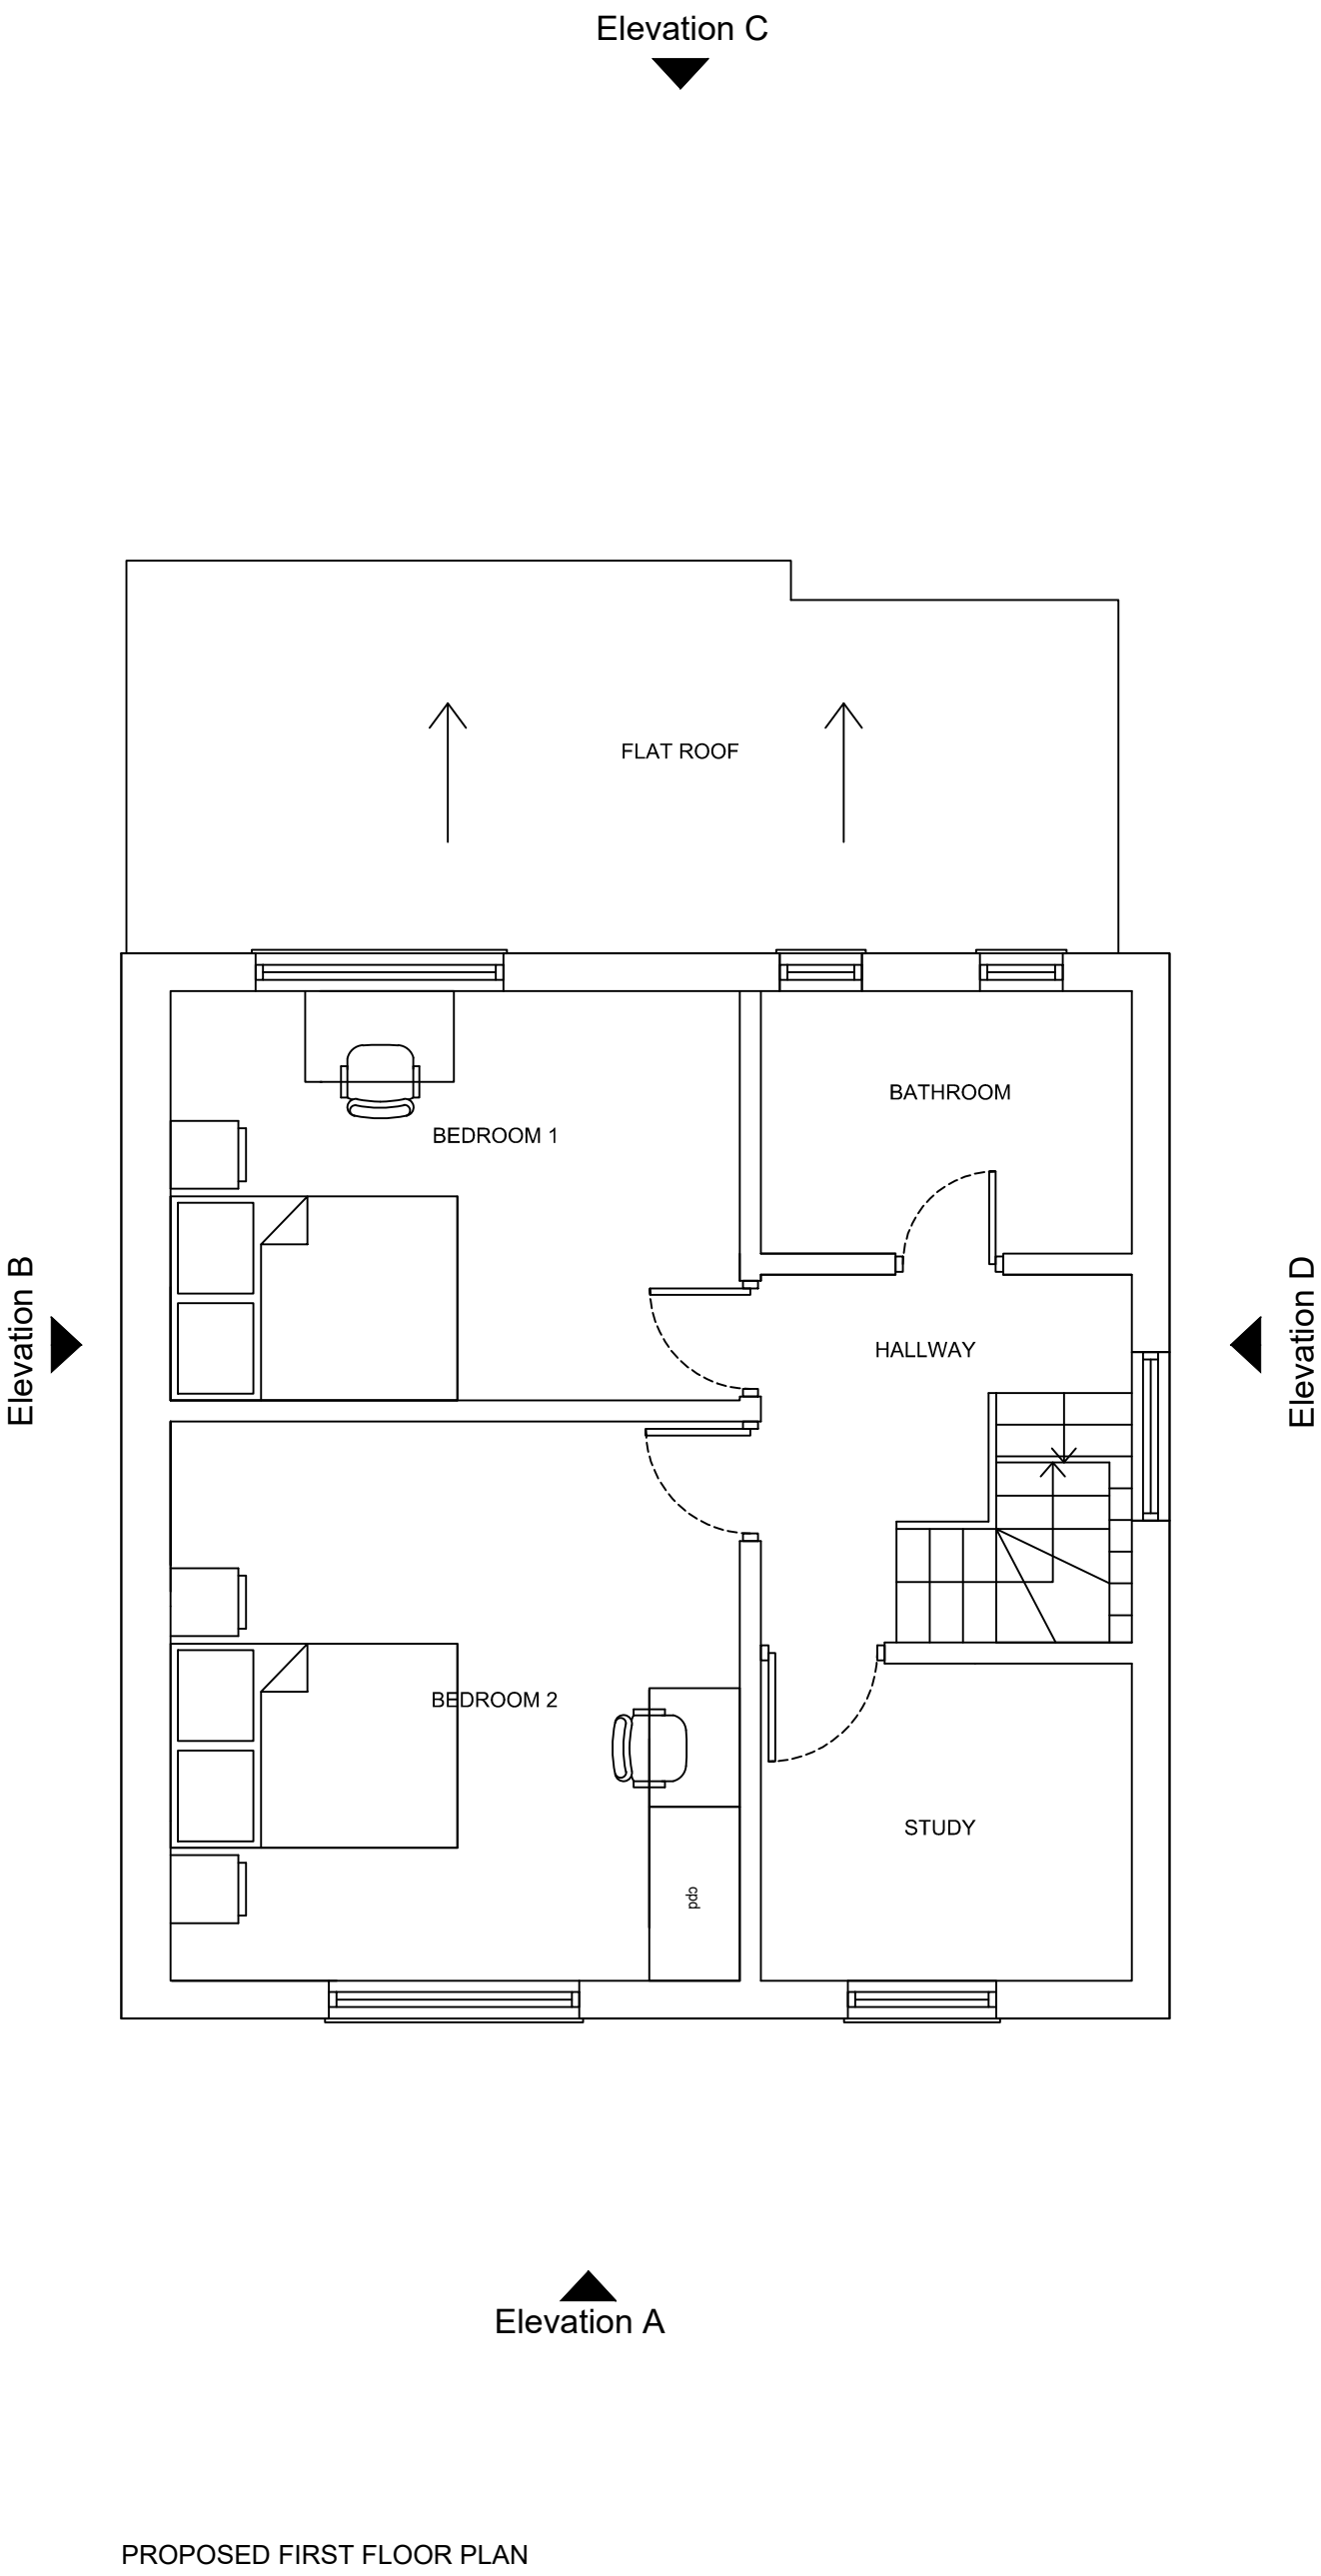 Elevation C
FLAT ROOF
BATHROOM
BEDROOM 1
Elevation B
Elevation D
HALLWAY
BEDROOM 2
STUDY
cpd
Elevation A
PROPOSED FIRST FLOOR PLAN